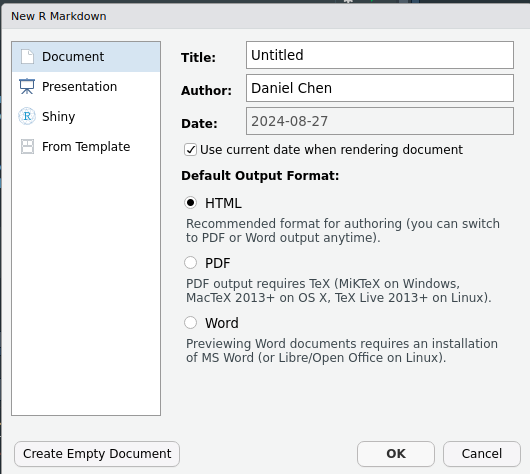 New R Markdown
Document
Presentation
Shiny
From Template
Title:
Untitled
Author:
Daniel Chen
Date:
2024-08-27
Use current date when rendering document
Default Output Format:
HTML
Recommended format for authoring (you can switch
to PDF or Word output anytime).
PDF
PDF output requires TeX (MiKTeX on Windows,
MacTeX 2013+ on OS X, TeX Live 2013+ on Linux).
Word
Previewing Word documents requires an installation
of MS Word (or Libre/Open Office on Linux).
Create Empty Document
OK
Cancel